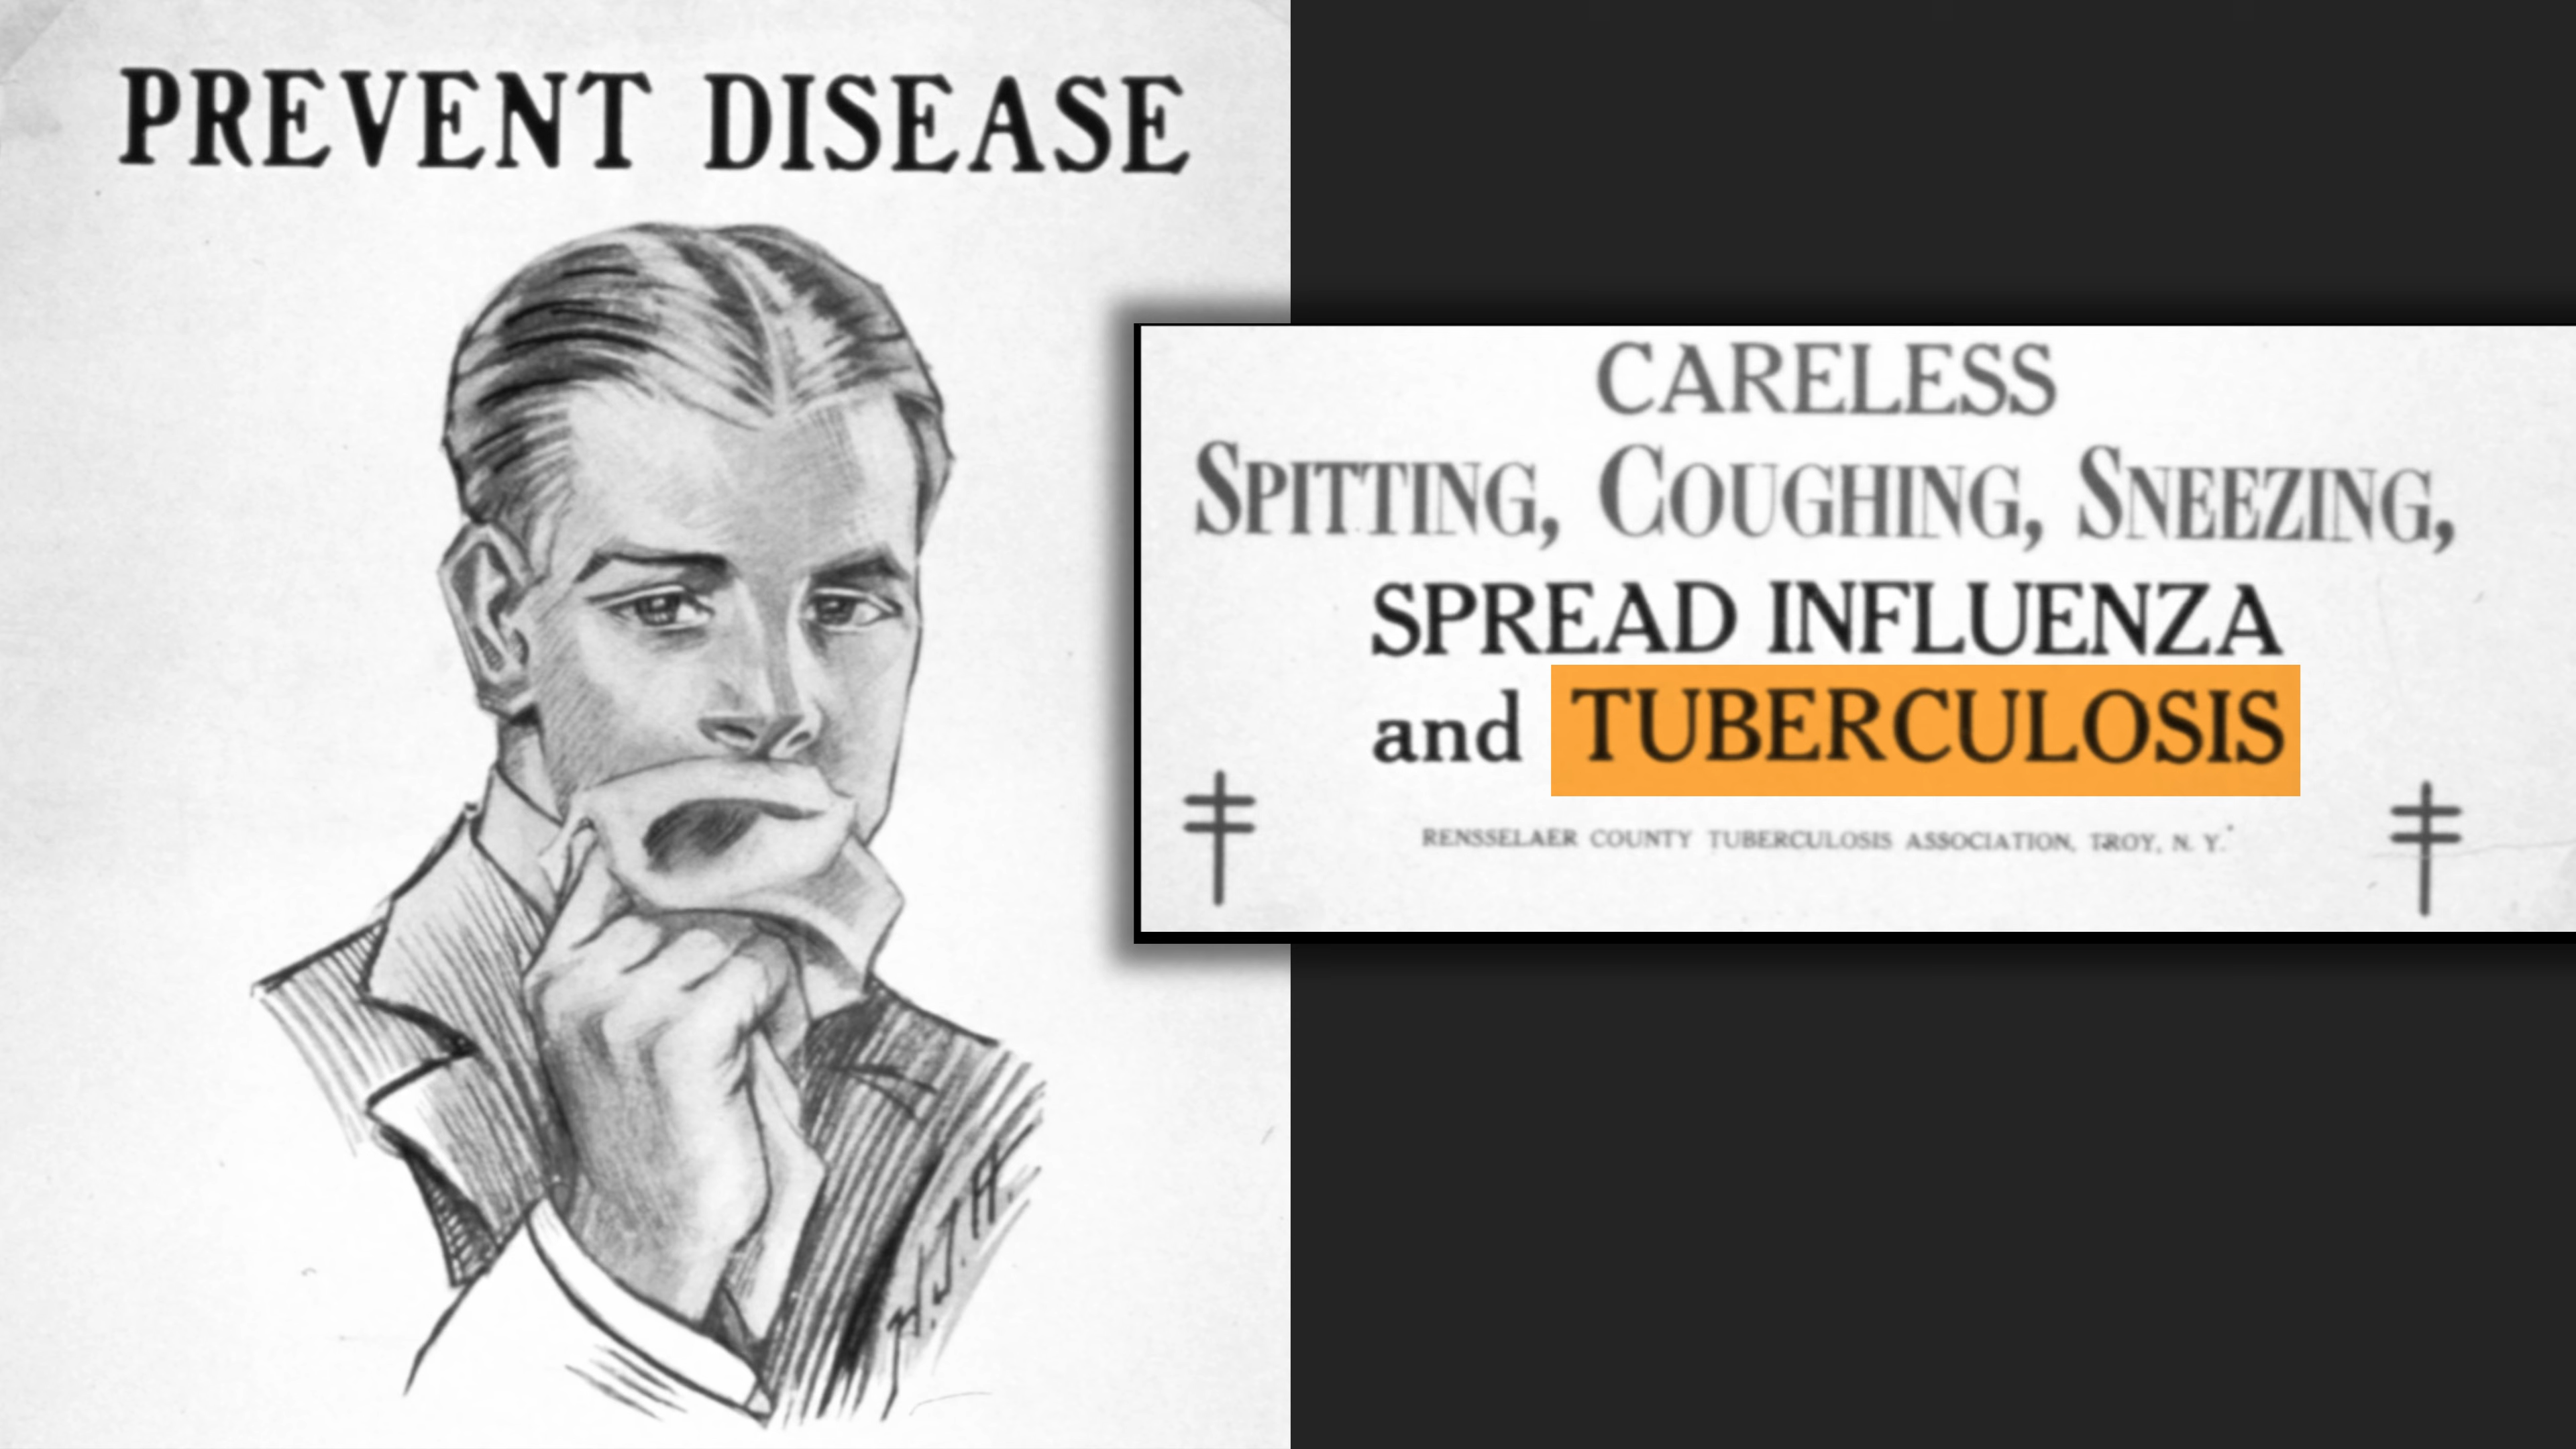 PREVENT DISEASE
CARELESS
SPITTING, COUGHING, SNEEZING,
SPREAD INFLUENZA
and TUBERCULOSIS
RENSSELAER COUNTY TUBERCULOSIS ASSOCIATION, TROY, N. Y.
H.J.A.